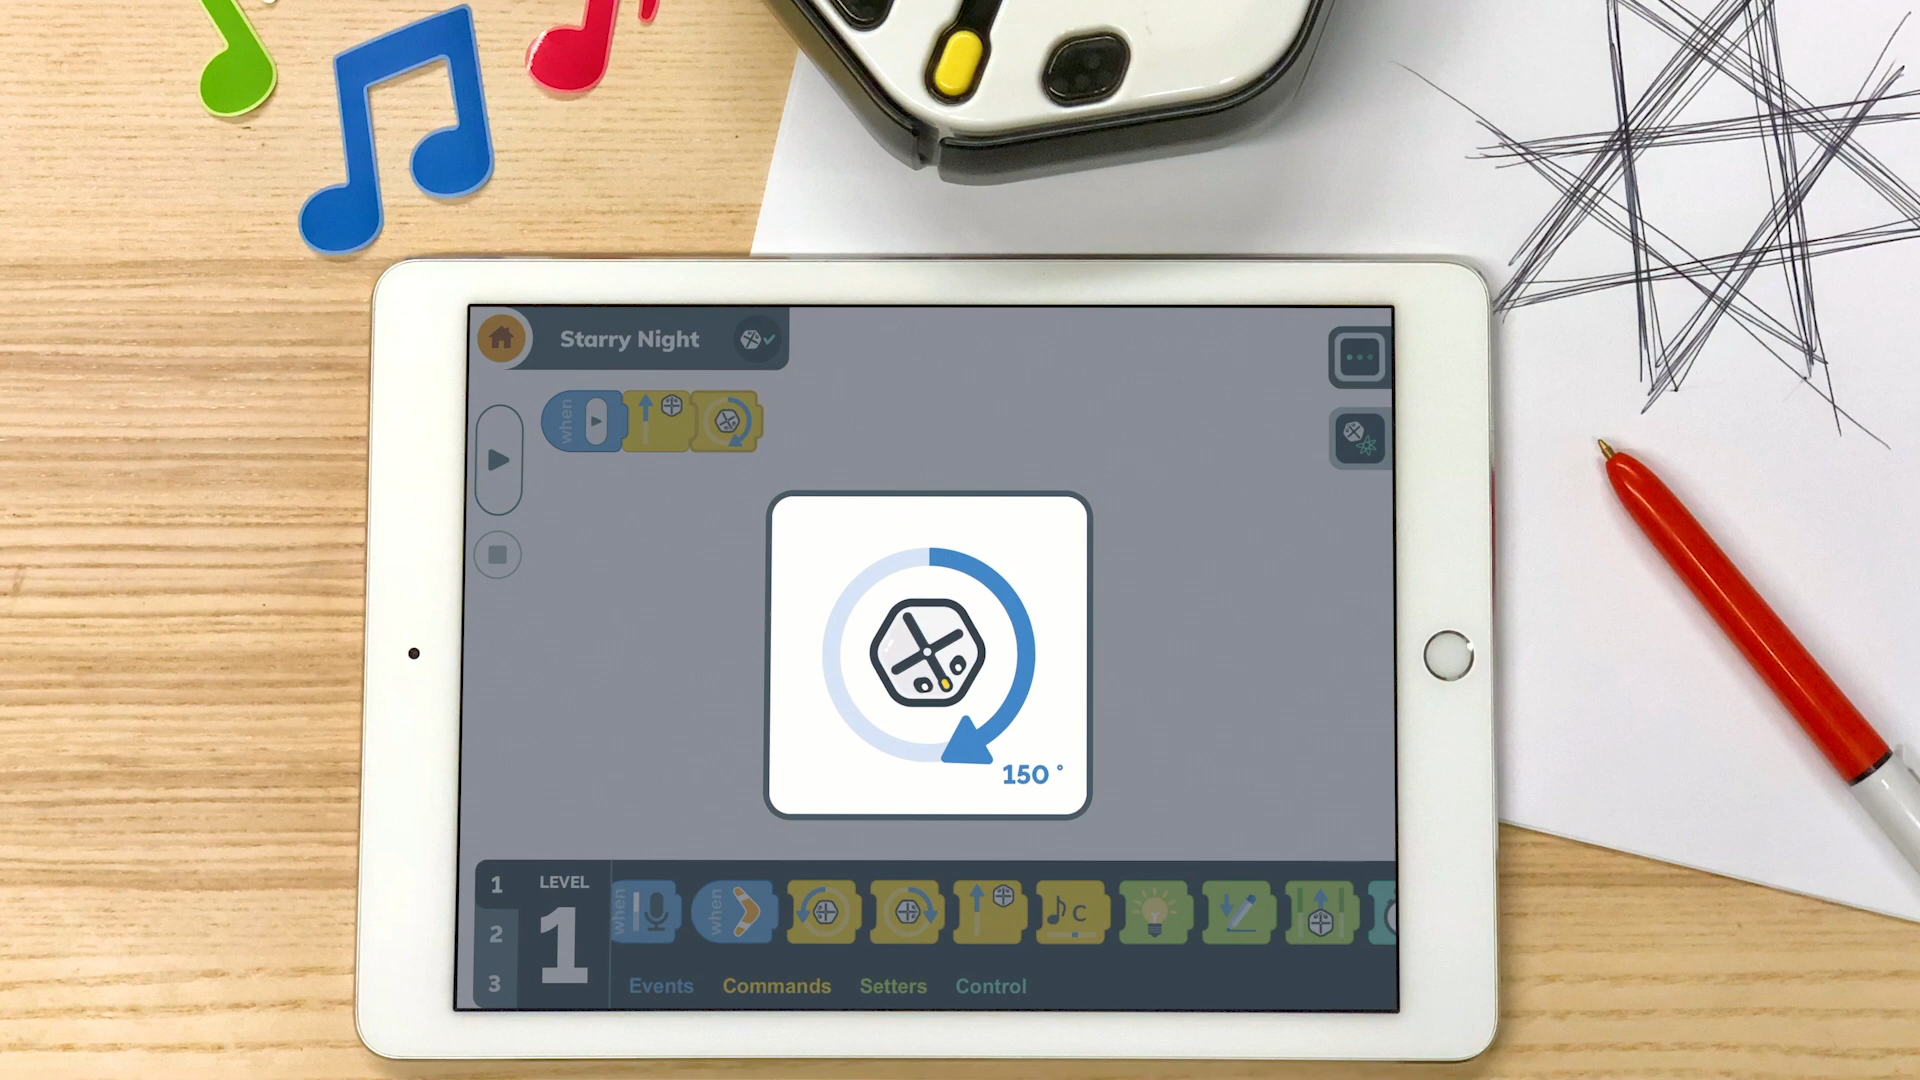 Starry Night
when
150 °
1
LEVEL
1
2
3
when
when
C
Events
Commands
Setters
Control